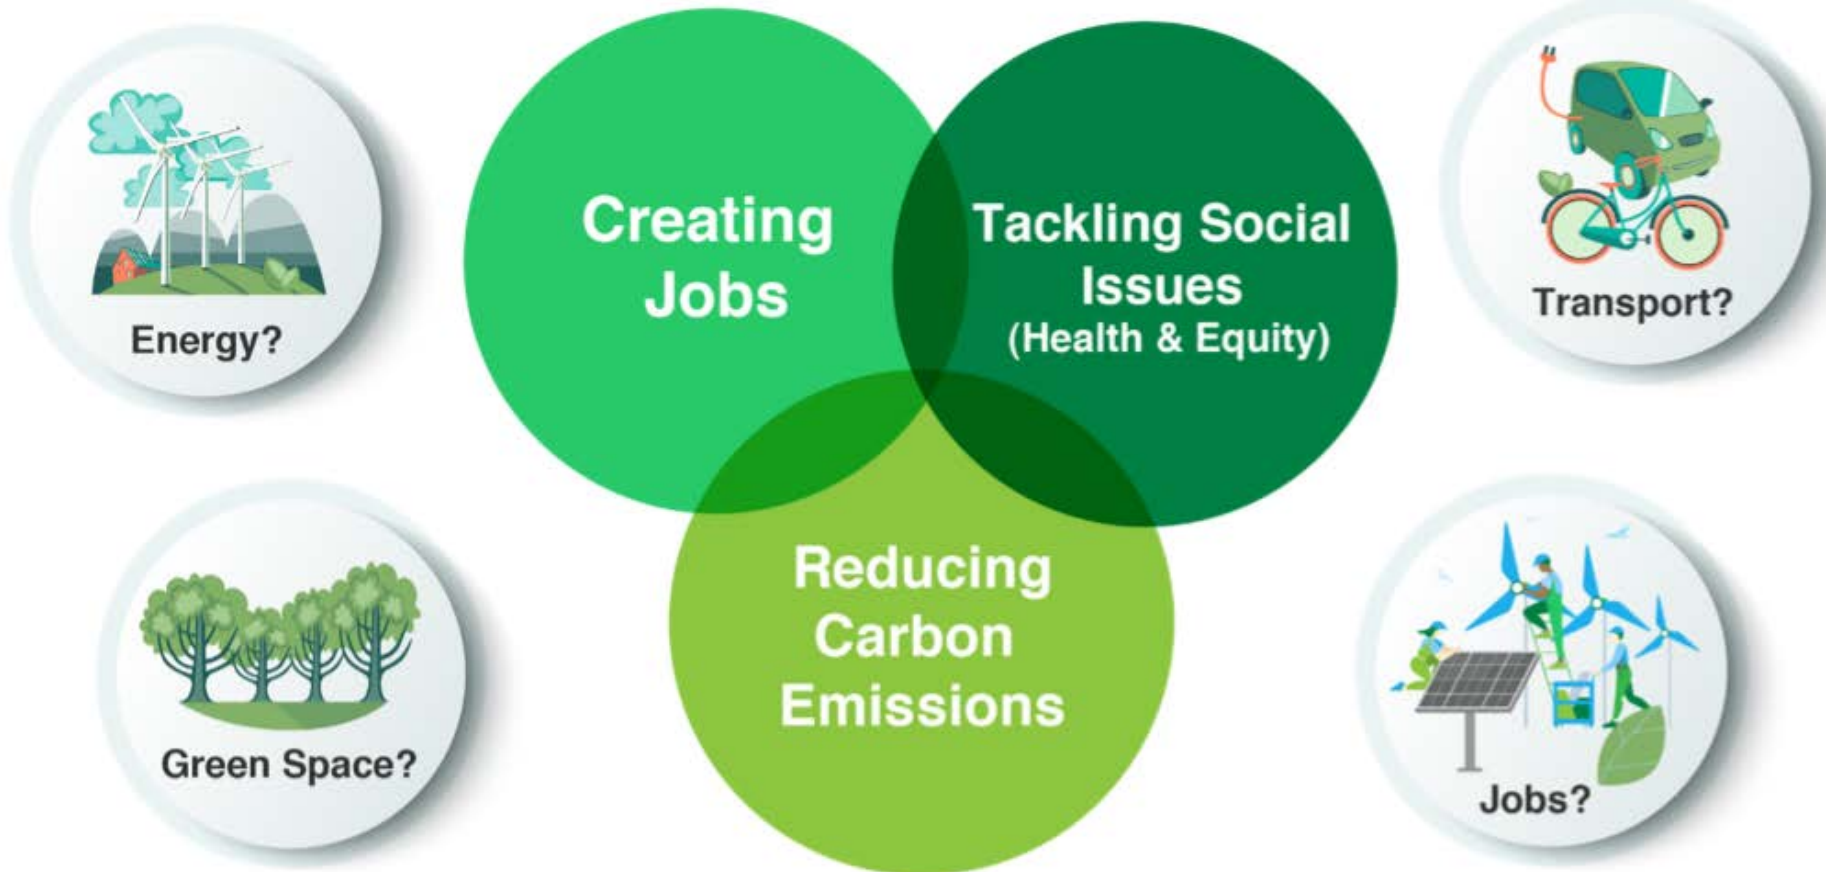 Energy?
Creating
Jobs
Tackling Social
Issues
(Health & Equity)
Transport?
Green Space?
Reducing
Carbon
Emissions
Jobs?